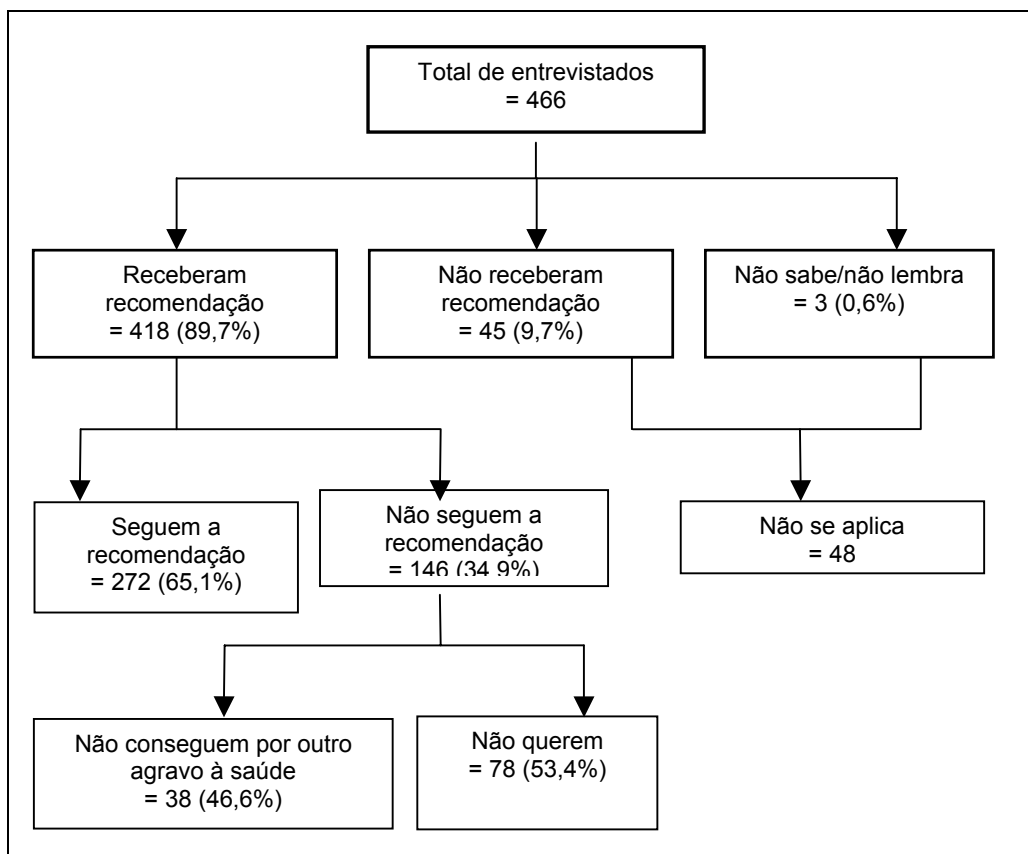 Total de entrevistados
= 466
Receberam
recomendação
= 418 (89,7%)
Não receberam
recomendação
= 45 (9,7%)
Não sabe/não lembra
= 3 (0,6%)
Seguem a
recomendação
= 272 (65,1%)
Não seguem a
recomendação
= 146 (34,9%)
Não se aplica
= 48
Não conseguem por outro
agravo à saúde
= 38 (46,6%)
Não querem
= 78 (53,4%)